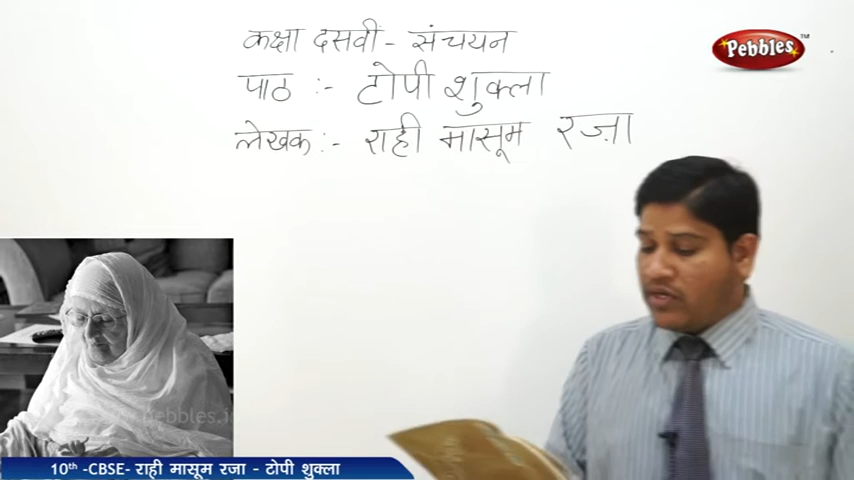 कक्षा दसवीं - संचयन
Pebbles
पाठ :- टोपी शुक्ला
लेखक :- राही मासूम रज़ा
10th -CBSE- राही मासूम रजा - टोपी शुक्ला